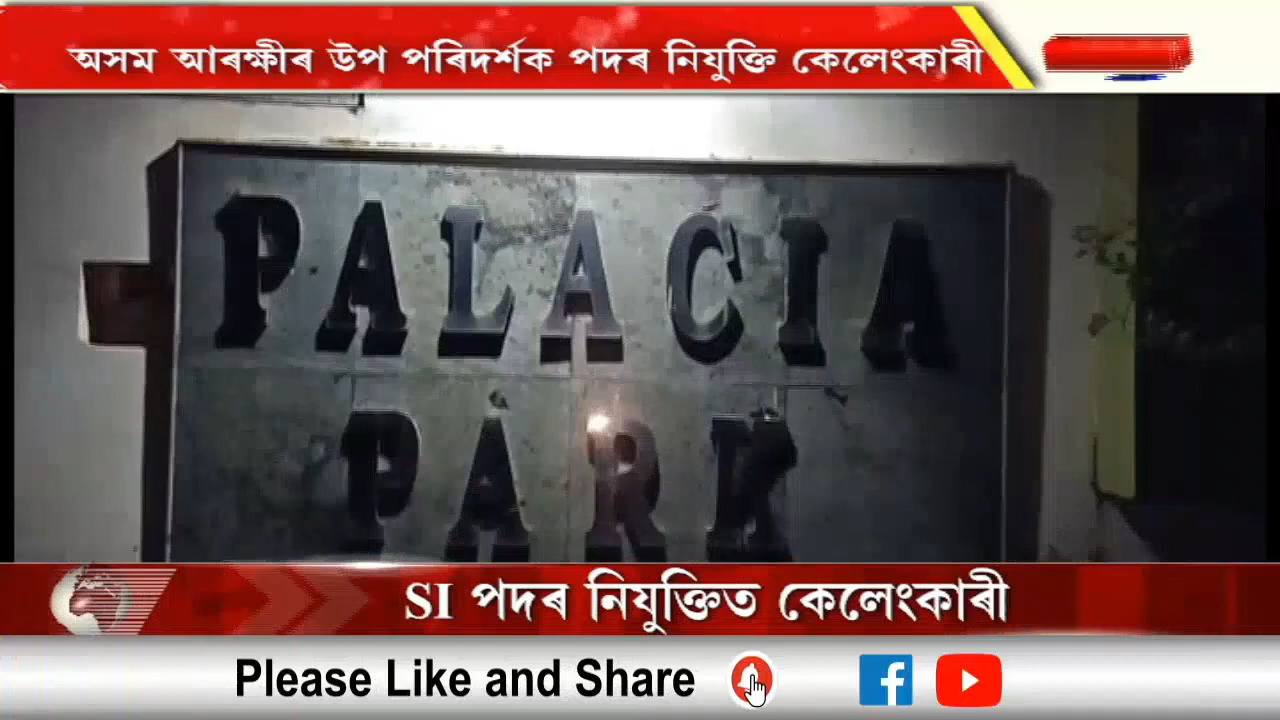 অসম আৰক্ষীৰ উপ পৰিদৰ্শক পদৰ নিযুক্তি কেলেংকাৰী
PALACIA
PARK
SI পদৰ নিযুক্তিত কেলেংকাৰী
Please Like and Share